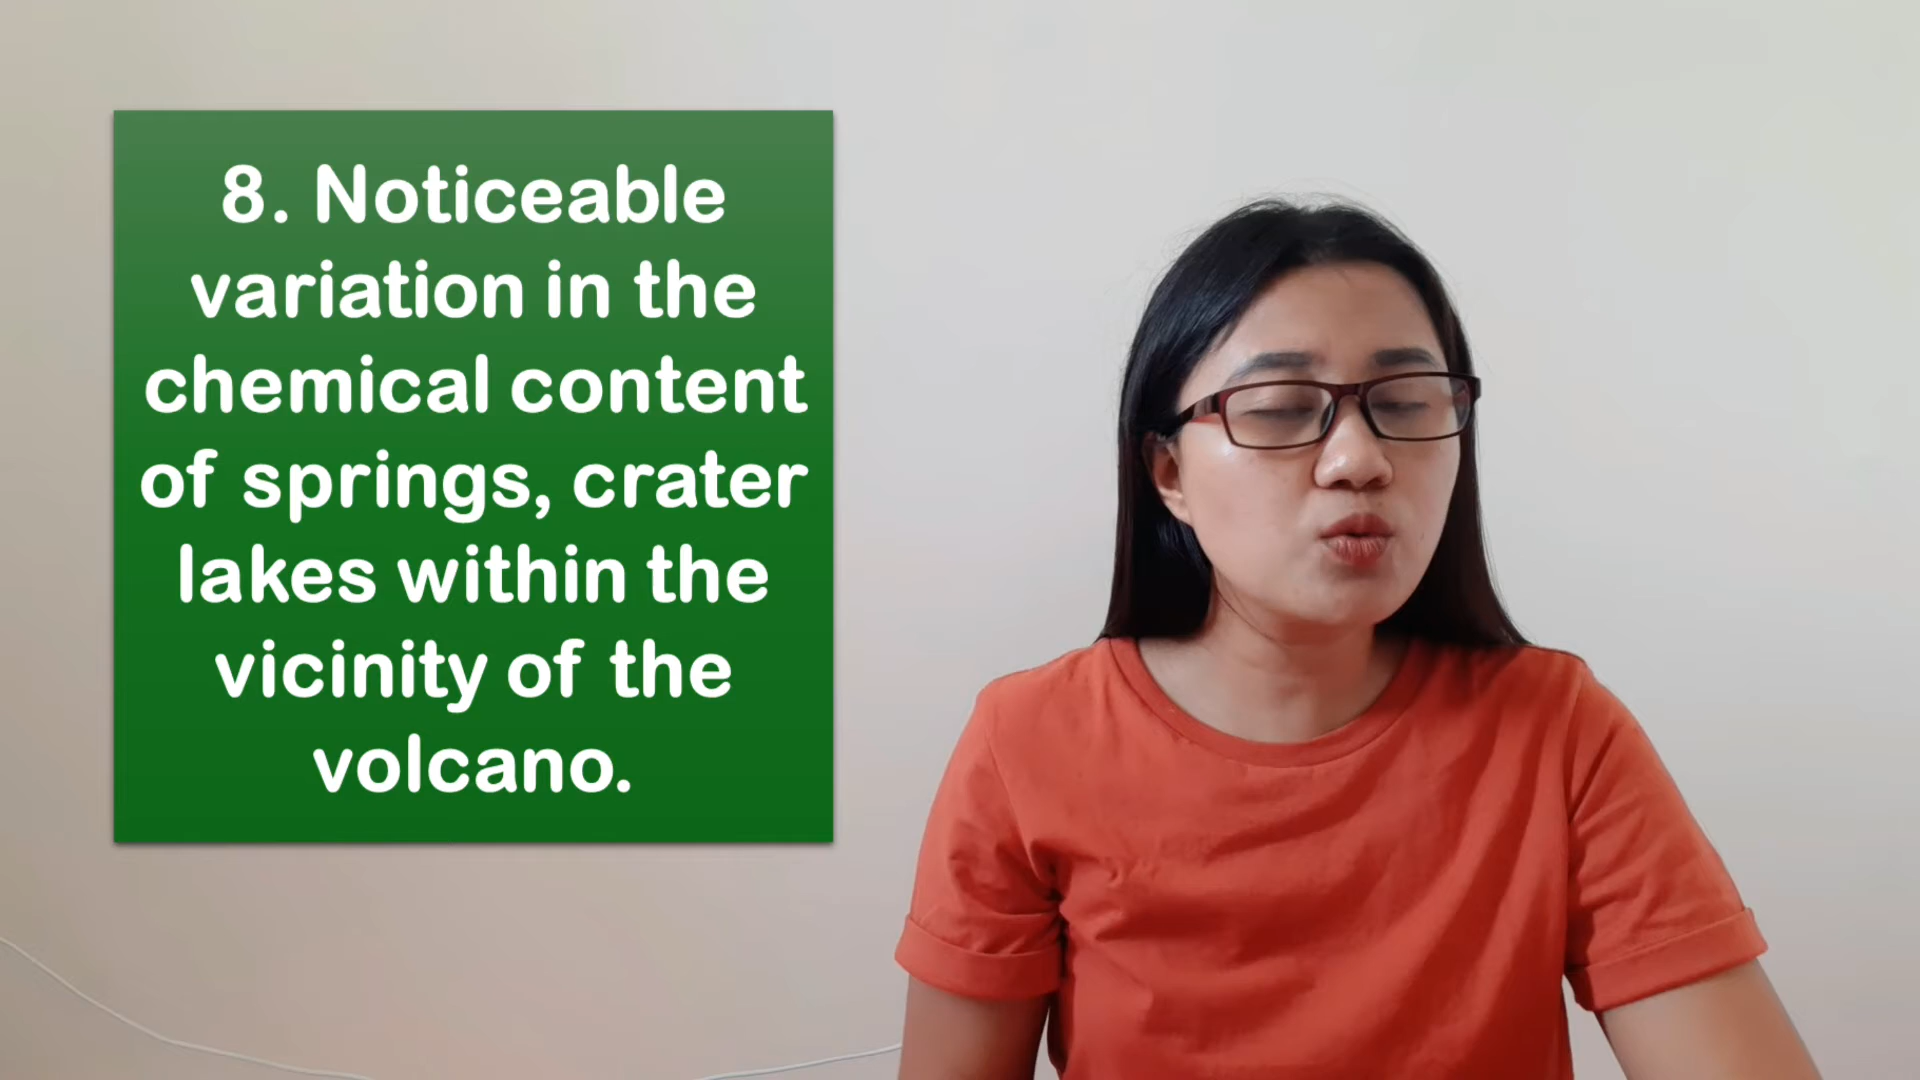 8. Noticeable
variation in the
chemical content
of springs, crater
lakes within the
vicinity of the
volcano.